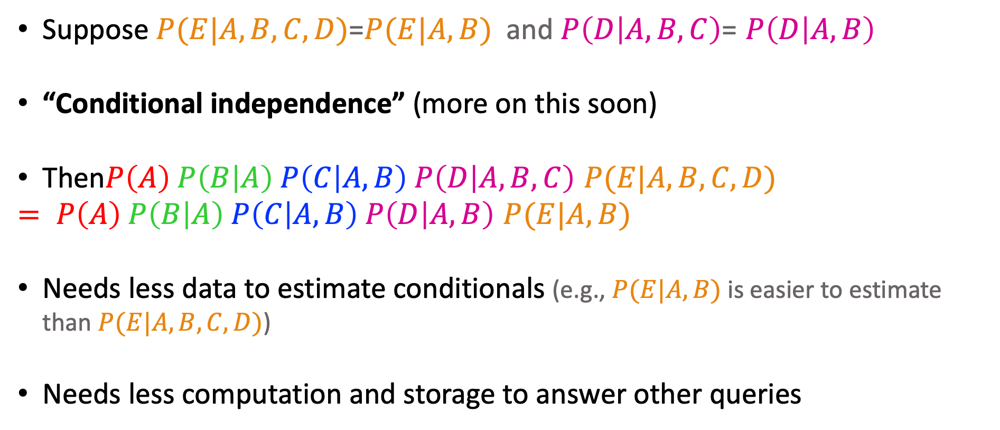 • Suppose P(E|A, B, C, D)=P(E|A, B) and P(D|A, B, C)= P(D|A, B)
• “Conditional independence” (more on this soon)
• ThenP(A) P(B|A) P(C|A, B) P(D|A, B, C) P(E|A, B, C, D)
= P(A) P(B|A) P(C|A, B) P(D|A, B) P(E|A, B)
• Needs less data to estimate conditionals (e.g., P(E|A, B) is easier to estimate
than P(E|A, B, C, D))
• Needs less computation and storage to answer other queries